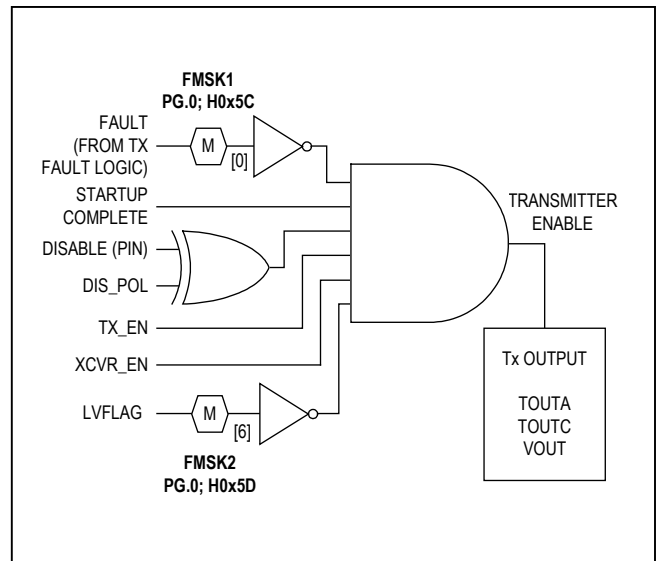 FMSK1
PG.0; H0x5C
FAULT
(FROM TX
FAULT LOGIC)
M
[0]
STARTUP
COMPLETE
DISABLE (PIN)
DIS_POL
TX_EN
XCVR_EN
LVFLAG
M
[6]
FMSK2
PG.0; H0x5D
TRANSMITTER
ENABLE
Tx OUTPUT
TOUTA
TOUTC
VOUT